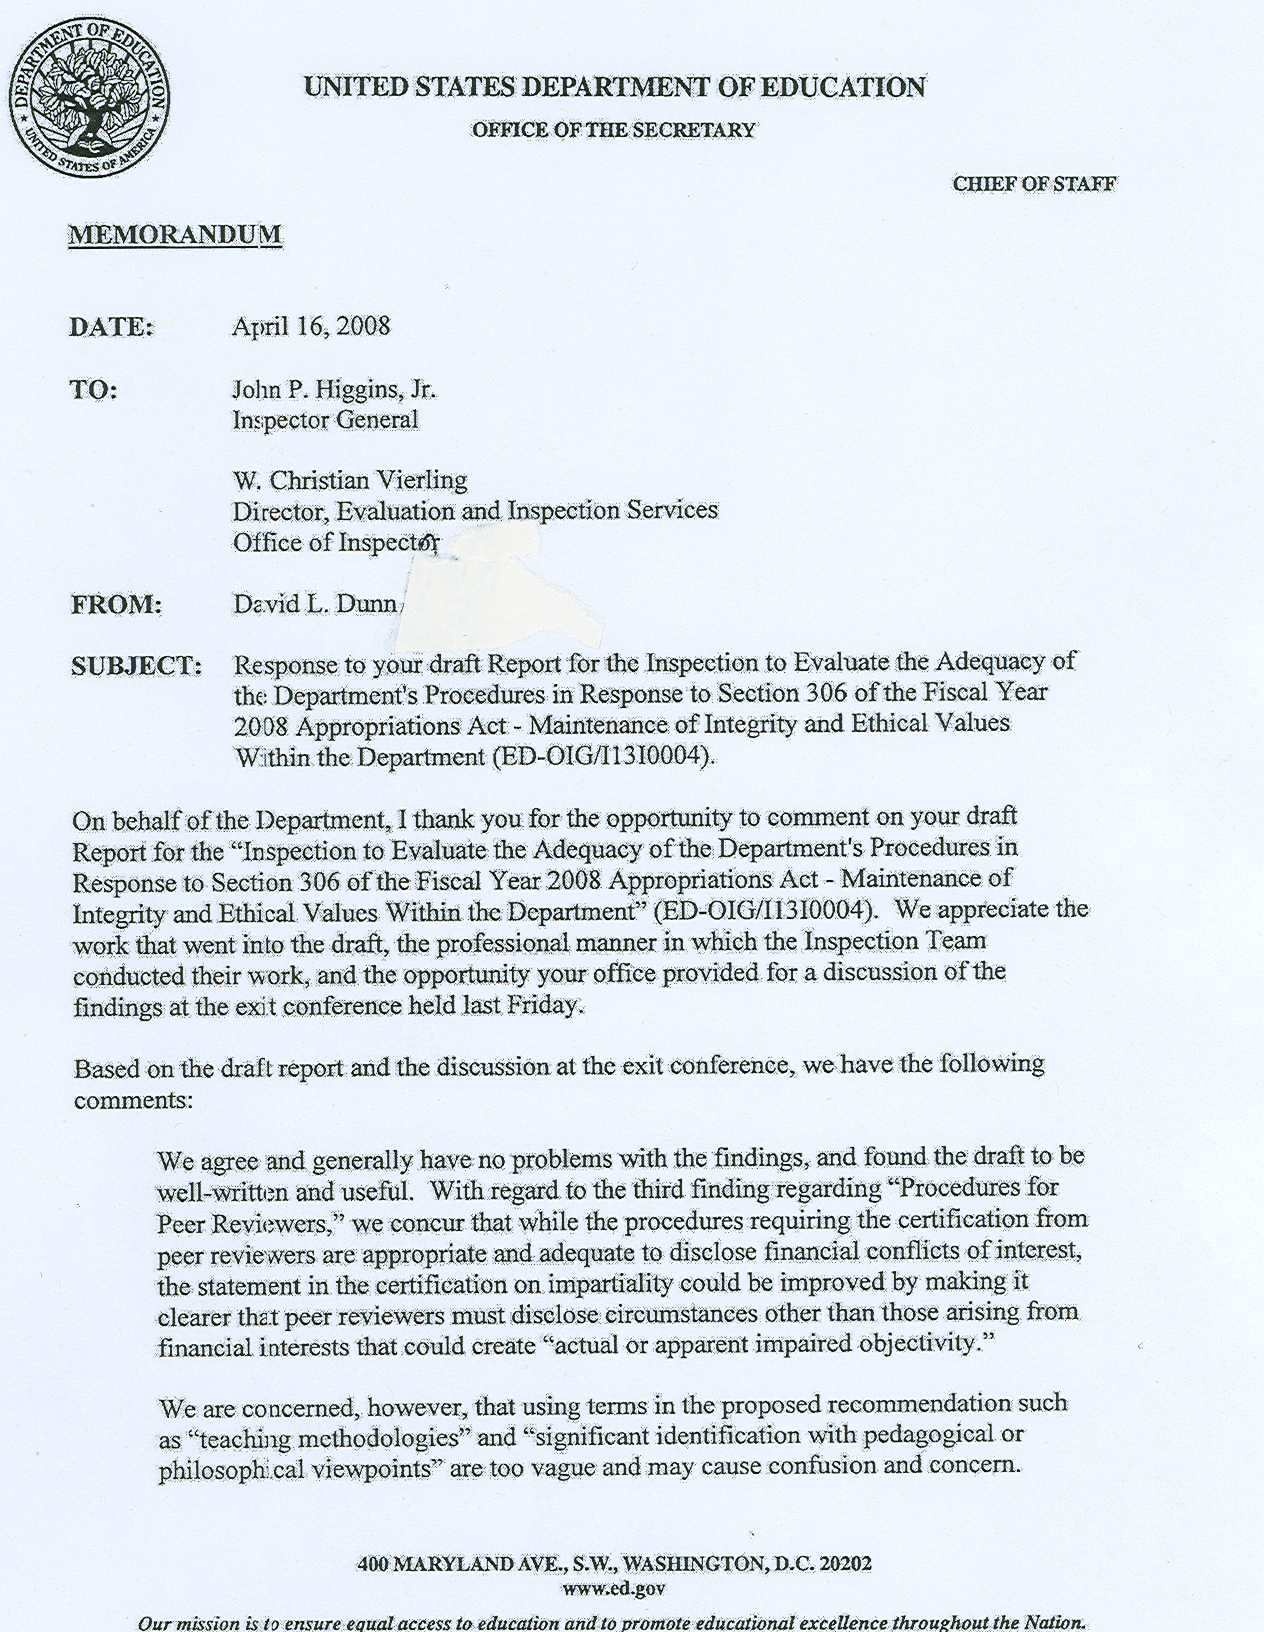 DEPARTMENT OF EDUCATION
UNITED STATES OF AMERICA
UNITED STATES DEPARTMENT OF EDUCATION
OFFICE OF THE SECRETARY
CHIEF OF STAFF
MEMORANDUM
DATE: April 16, 2008
TO: John P. Higgins, Jr.
Inspector General
W. Christian Vierling
Director, Evaluation and Inspection Services
Office of Inspector
FROM: David L. Dunn
SUBJECT: Response to your draft Report for the Inspection to Evaluate the Adequacy of
the Department's Procedures in Response to Section 306 of the Fiscal Year
2008 Appropriations Act - Maintenance of Integrity and Ethical Values
Within the Department (ED-OIG/I13I0004).
On behalf of the Department, I thank you for the opportunity to comment on your draft
Report for the “Inspection to Evaluate the Adequacy of the Department's Procedures in
Response to Section 306 of the Fiscal Year 2008 Appropriations Act - Maintenance of
Integrity and Ethical Values Within the Department” (ED-OIG/I13I0004). We appreciate the
work that went into the draft, the professional manner in which the Inspection Team
conducted their work, and the opportunity your office provided for a discussion of the
findings at the exit conference held last Friday.
Based on the draft report and the discussion at the exit conference, we have the following
comments:
We agree and generally have no problems with the findings, and found the draft to be
well-written and useful. With regard to the third finding regarding “Procedures for
Peer Reviewers,” we concur that while the procedures requiring the certification from
peer reviewers are appropriate and adequate to disclose financial conflicts of interest,
the statement in the certification on impartiality could be improved by making it
clearer that peer reviewers must disclose circumstances other than those arising from
financial interests that could create “actual or apparent impaired objectivity.”
We are concerned, however, that using terms in the proposed recommendation such
as “teaching methodologies” and “significant identification with pedagogical or
philosophical viewpoints” are too vague and may cause confusion and concern.
400 MARYLAND AVE., S.W., WASHINGTON, D.C. 20202
www.ed.gov
Our mission is to ensure equal access to education and to promote educational excellence throughout the Nation.